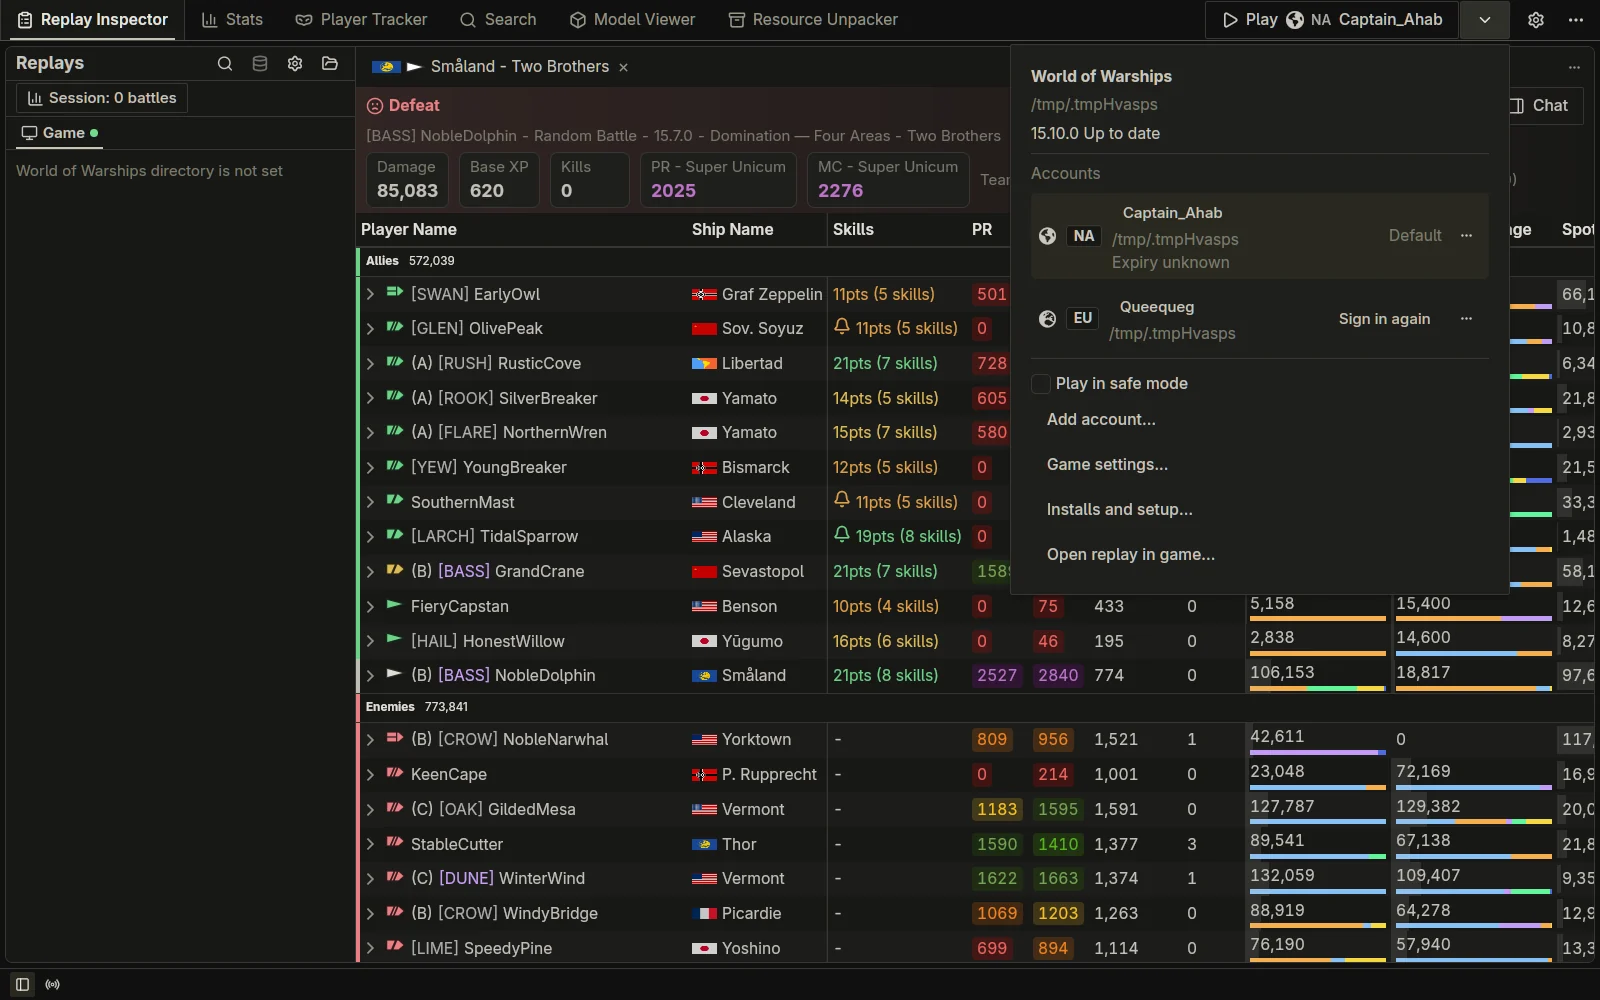 Replay Inspector Stats Player Tracker Search Model Viewer Resource Unpacker Play NA Captain_Ahab
Replays
Session: 0 battles
Game
World of Warships directory is not set
Småland - Two Brothers
Defeat
[BASS] NobleDolphin - Random Battle - 15.7.0 - Domination — Four Areas - Two Brothers
Chat
Damage 85,083
Base XP 620
Kills 0
PR - Super Unicum 2025
MC - Super Unicum 2276
Player Name Ship Name Skills PR
Allies 572,039
[SWAN] EarlyOwl Graf Zeppelin 11pts (5 skills) 501
[GLEN] OlivePeak Sov. Soyuz 11pts (5 skills) 0
(A) [RUSH] RusticCove Libertad 21pts (7 skills) 728
(A) [ROOK] SilverBreaker Yamato 14pts (5 skills) 605
(A) [FLARE] NorthernWren Yamato 15pts (7 skills) 580
[YEW] YoungBreaker Bismarck 12pts (5 skills) 0
SouthernMast Cleveland 11pts (5 skills) 0
[LARCH] TidalSparrow Alaska 19pts (8 skills) 0
(B) [BASS] GrandCrane Sevastopol 21pts (7 skills)
FieryCapstan Benson 10pts (4 skills) 0 75 433 0 5,158 15,400
[HAIL] HonestWillow Yūgumo 16pts (6 skills) 0 46 195 0 2,838 14,600
(B) [BASS] NobleDolphin Småland 21pts (8 skills) 2527 2840 774 0 106,153 18,817
Enemies 773,841
(B) [CROW] NobleNarwhal Yorktown - 809 956 1,521 1 42,611 0
KeenCape P. Rupprecht - 0 214 1,001 0 23,048 72,169
(C) [OAK] GildedMesa Vermont - 1183 1595 1,591 0 127,787 129,382
StableCutter Thor - 1590 1410 1,377 3 89,541 67,138
(C) [DUNE] WinterWind Vermont - 1622 1663 1,374 1 132,059 109,407
(B) [CROW] WindyBridge Picardie - 1069 1203 1,263 0 88,919 64,278
[LIME] SpeedyPine Yoshino - 699 894 1,114 0 76,190 57,940
World of Warships
/tmp/.tmpHvasps
15.10.0 Up to date
Accounts
Captain_Ahab
NA /tmp/.tmpHvasps Default
Expiry unknown
Queequeg
EU /tmp/.tmpHvasps Sign in again
Play in safe mode
Add account...
Game settings...
Installs and setup...
Open replay in game...